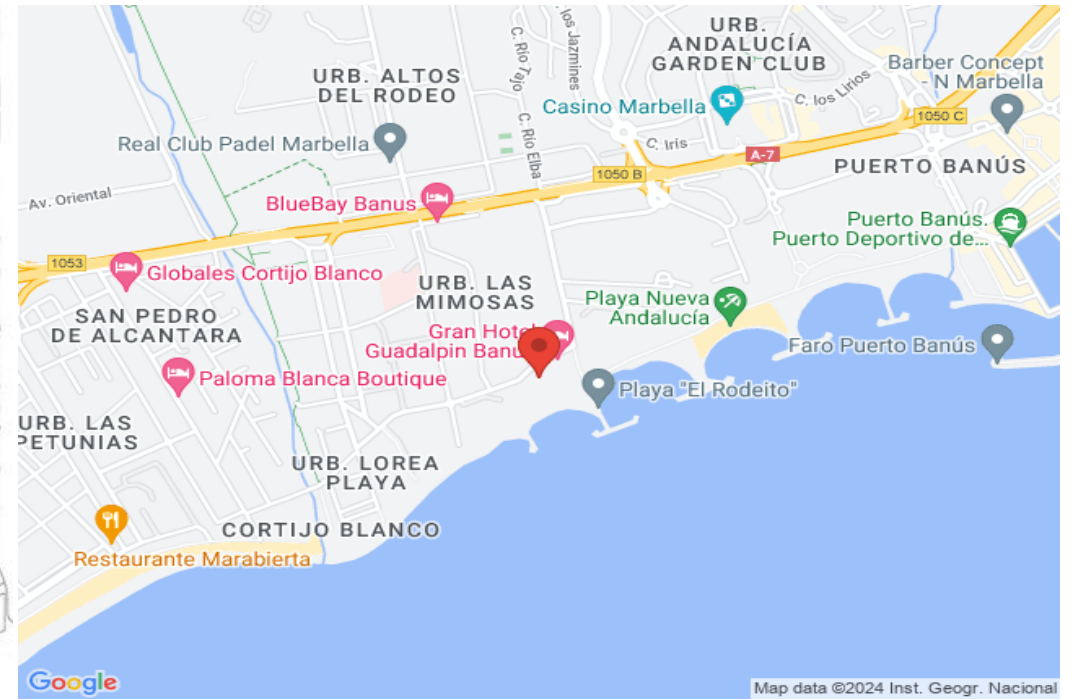 URB.
ANDALUCÍA
GARDEN CLUB
Barber Concept
- N Marbella
C. Río Tajo
los Jazmines
URB. ALTOS
DEL RODEO
Casino Marbella
C. los Lirios
1050 C
Real Club Padel Marbella
C. Río Elba
C. Iris
A-7
1050 B
PUERTO BANÚS
Av. Oriental
BlueBay Banus
Puerto Banús.
Puerto Deportivo de...
1053
Globales Cortijo Blanco
URB. LAS
MIMOSAS
Playa Nueva
Andalucía
SAN PEDRO
DE ALCANTARA
Gran Hotel
Guadalpin Banus
Faro Puerto Banús
Paloma Blanca Boutique
Playa "El Rodeito"
URB. LAS
PETUNIAS
URB. LOREA
PLAYA
CORTIJO BLANCO
Restaurante Marabierta
Google
Map data ©2024 Inst. Geogr. Nacional